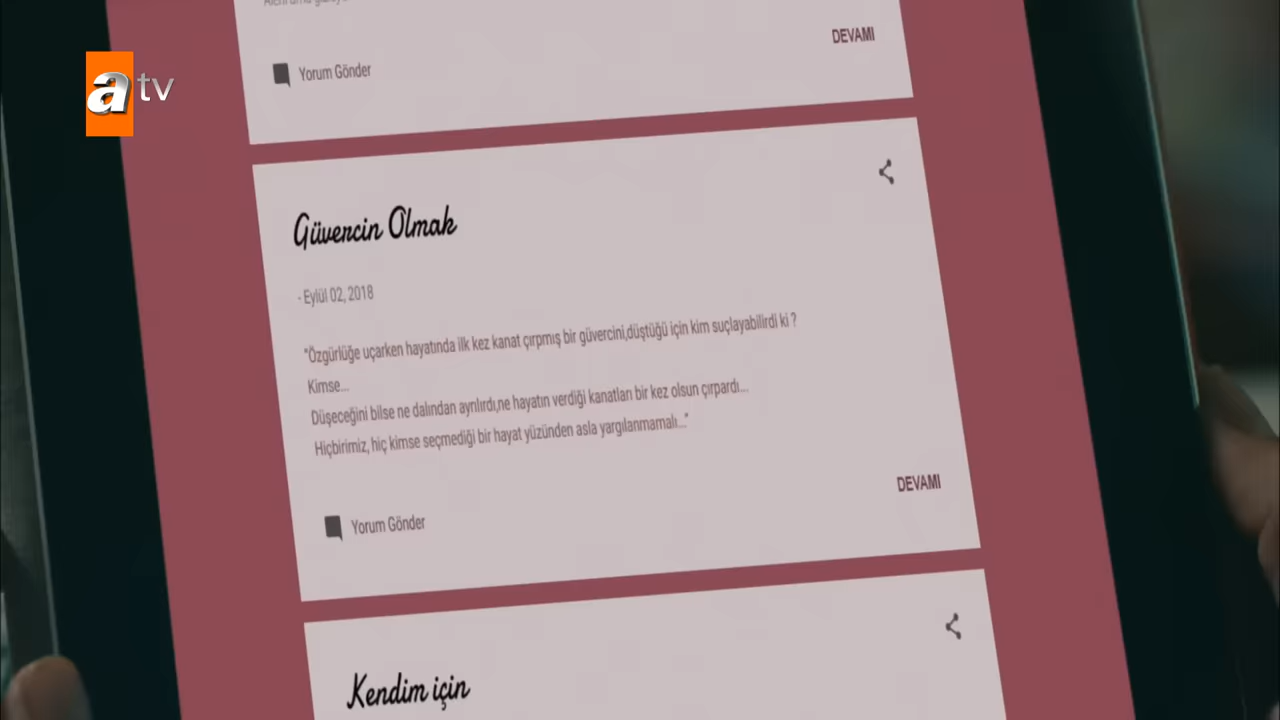 DEVAMI
Yorum Gönder
atv
Güvercin Olmak
- Eylül 02, 2018
"Özgürlüğe uçarken hayatında ilk kez kanat çırpmış bir güvercini,düştüğü için kim suçlayabilirdi ki ?
Kimse...
Düşeceğini bilse ne dalından ayrılırdı,ne hayatın verdiği kanatları bir kez olsun çırpardı...
Hiçbirimiz, hiç kimse seçmediği bir hayat yüzünden asla yargılanmamalı..."
DEVAMI
Yorum Gönder
Kendim için